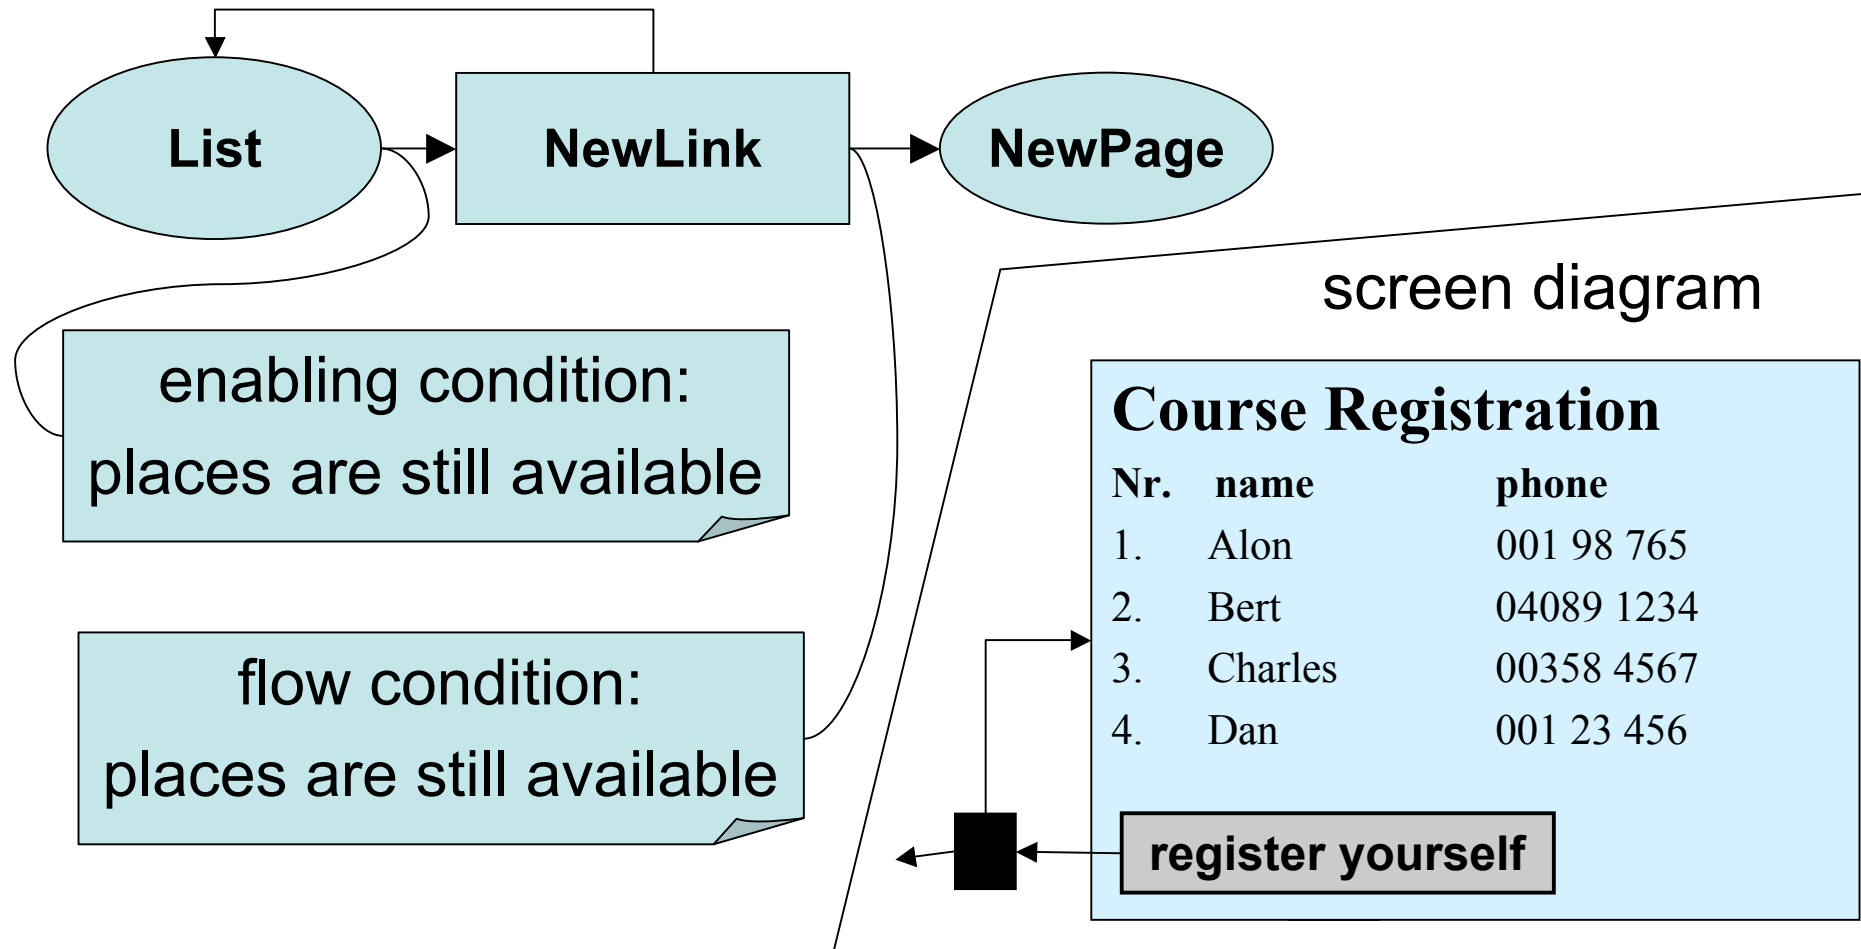 List
NewLink
NewPage
screen diagram
enabling condition:
places are still available
flow condition:
places are still available
Course Registration
Nr. name phone
1. Alon 001 98 765
2. Bert 04089 1234
3. Charles 00358 4567
4. Dan 001 23 456
register yourself